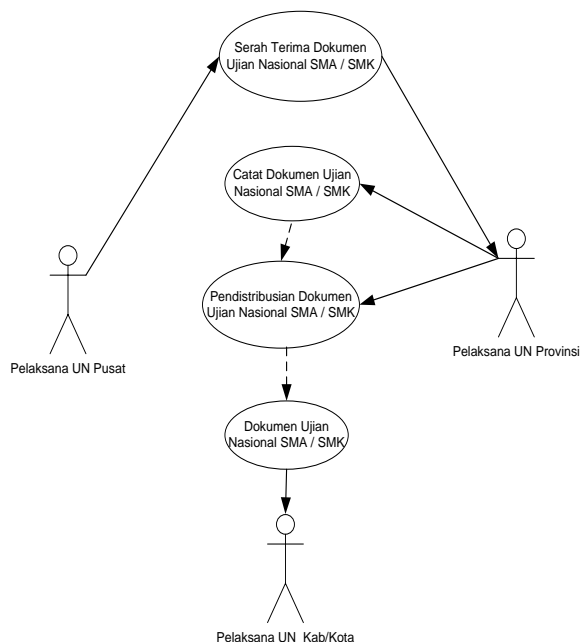 Serah Terima Dokumen
Ujian Nasional SMA / SMK
Catat Dokumen Ujian
Nasional SMA / SMK
Pendistribusian Dokumen
Ujian Nasional SMA / SMK
Pelaksana UN Pusat
Pelaksana UN Provinsi
Dokumen Ujian
Nasional SMA / SMK
Pelaksana UN Kab/Kota